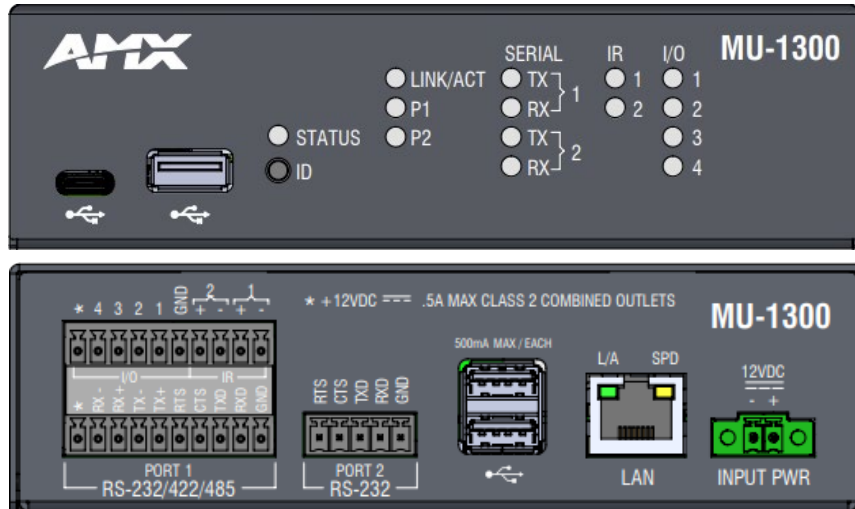 AMX
MU-1300
SERIAL IR I/O
LINK/ACT TX 1 1 1
P1 RX 2 2
STATUS P2 TX 2 3
ID RX 4
* 4 3 2 1 GND 2 1
+ - + -
* +12VDC .5A MAX CLASS 2 COMBINED OUTLETS
MU-1300
500mA MAX / EACH
L/A SPD
12VDC
- +
I/O IR
* RX - RX + TX - TX + RTS CTS TXD RXD GND
RTS CTS TXD RXD GND
PORT 1
RS-232/422/485
PORT 2
RS-232
LAN
INPUT PWR